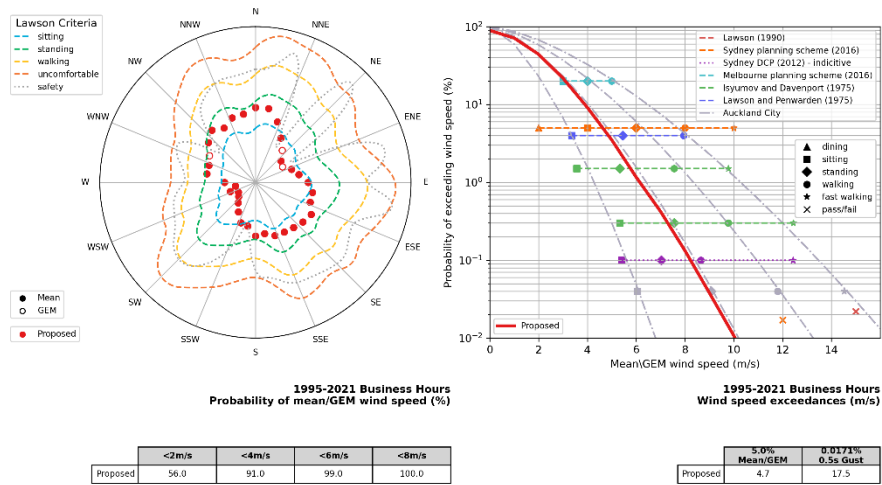 Lawson Criteria
sitting
standing
walking
uncomfortable
safety
N
NNE
NE
ENE
E
ESE
SE
SSE
S
SSW
SW
WSW
W
WNW
NW
NNW
Mean
GEM
Proposed
1995-2021 Business Hours
Probability of mean/GEM wind speed (%)
<2m/s <4m/s <6m/s <8m/s
Proposed 56.0 91.0 99.0 100.0
Probability of exceeding wind speed (%)
10² 
10¹
10⁰
10⁻¹
10⁻²
0 2 4 6 8 10 12 14
Mean\GEM wind speed (m/s)
Lawson (1990)
Sydney planning scheme (2016)
Sydney DCP (2012) - indicitive
Melbourne planning scheme (2016)
Isyumov and Davenport (1975)
Lawson and Penwarden (1975)
Auckland City
dining
sitting
standing
walking
fast walking
pass/fail
Proposed
1995-2021 Business Hours
Wind speed exceedances (m/s)
5.0% 0.0171%
Mean/GEM 0.5s Gust
Proposed 4.7 17.5